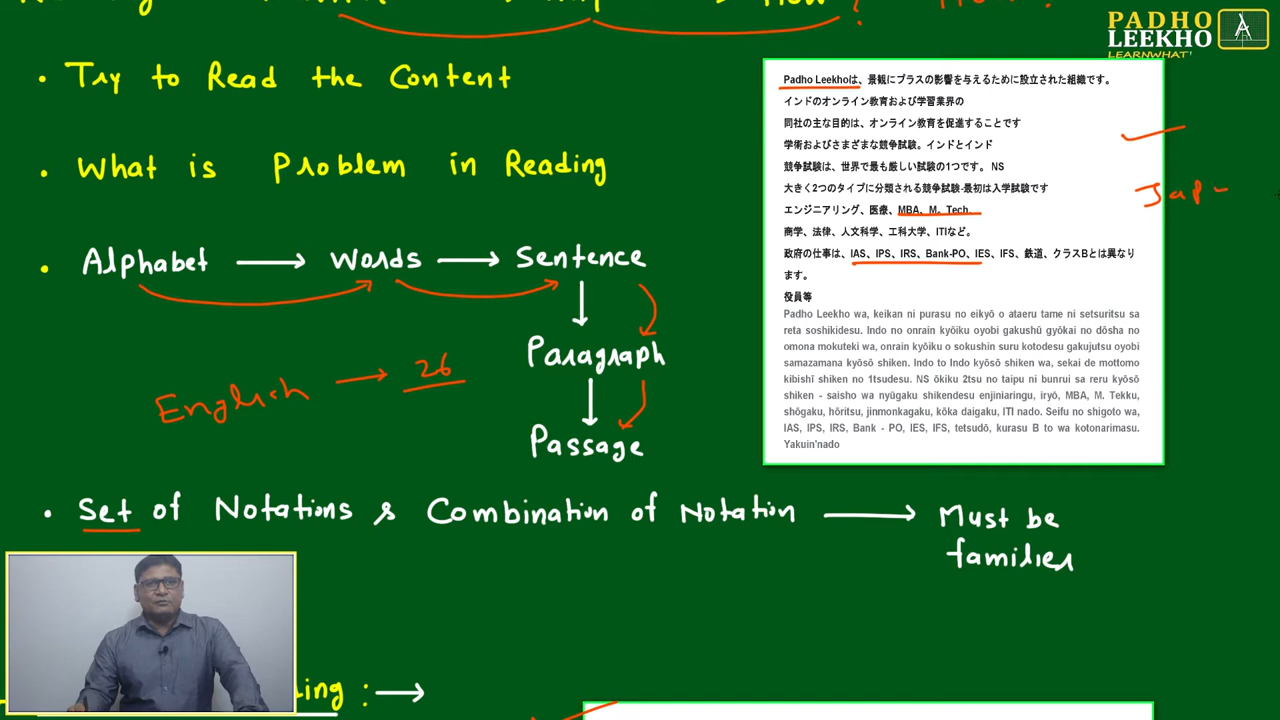 How?
PADHO
LEEKHO
LEARNWHAT'
• Try to Read the Content
• What is Problem in Reading
• Alphabet → Words → Sentence
Paragraph
English → 26
Passage
Padho Leekhoは、景観にプラスの影響を与えるために設立された組織です。
インドのオンライン教育および学習業界の
同社の主な目的は、オンライン教育を促進することです
学術およびさまざまな競争試験。インドとインド
競争試験は、世界で最も厳しい試験の1つです。 NS
大きく2つのタイプに分類される競争試験-最初は入学試験です
エンジニアリング、医療、MBA、M。Tech、
商学、法律、人文科学、工科大学、ITIなど。
政府の仕事は、IAS、IPS、IRS、Bank-PO、IES、IFS、鉄道、クラスBとは異なり
ます。
役員等
Padho Leekho wa, keikan ni purasu no eikyō o ataeru tame ni setsuritsu sa
reta soshikidesu. Indo no onrain kyōiku oyobi gakushū gyōkai no dōsha no
omona mokuteki wa, onrain kyōiku o sokushin suru kotodesu gakujutsu oyobi
samazamana kyōsō shiken. Indo to Indo kyōsō shiken wa, sekai de mottomo
kibishī shiken no 1tsudesu. NS ōkiku 2tsu no taipu ni bunrui sa reru kyōsō
shiken - saisho wa nyūgaku shikendesu enjiniaringu, iryō, MBA, M. Tekku,
shōgaku, hōritsu, jinmonkagaku, kōka daigaku, ITI nado. Seifu no shigoto wa,
IAS, IPS, IRS, Bank - PO, IES, IFS, tetsudō, kurasu B to wa kotonarimasu.
Yakuin'nado
Jap-
• Set of Notations & Combination of Notation → Must be
families
ing : →